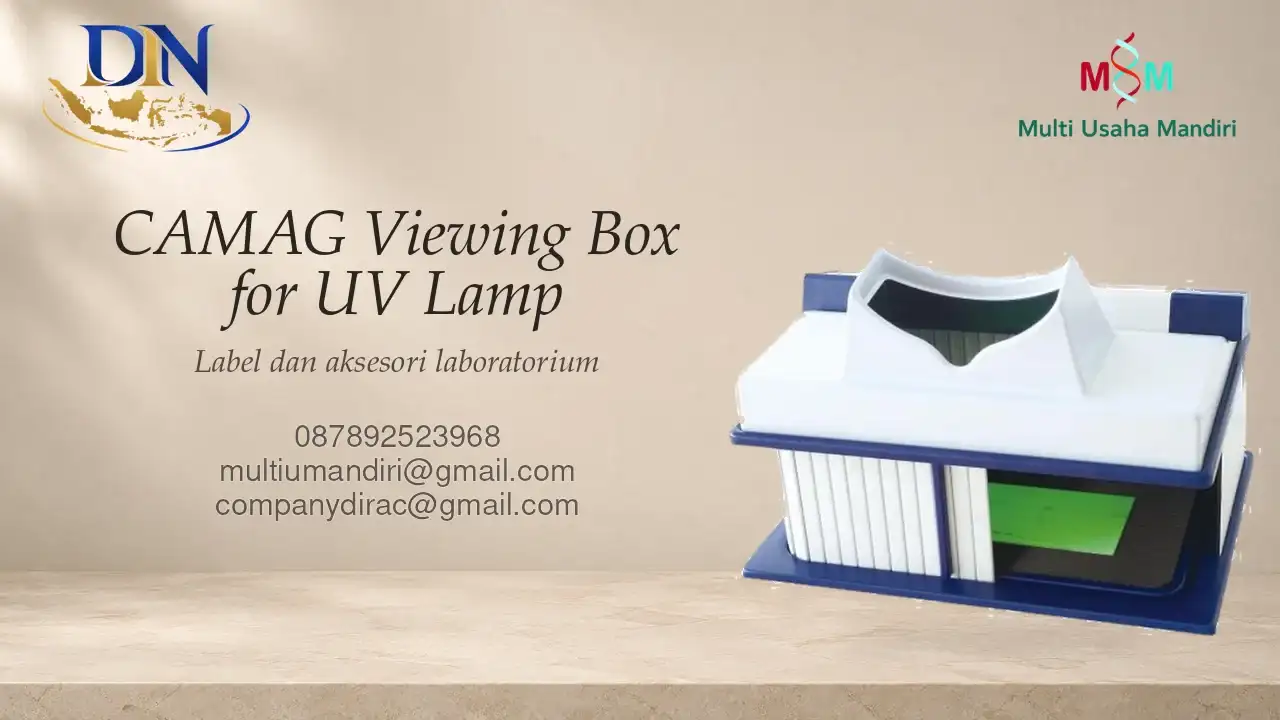 DN
M M
Multi Usaha Mandiri
CAMAG Viewing Box
for UV Lamp
Label dan aksesori laboratorium
087892523968
multiumandiri@gmail.com
companydirac@gmail.com